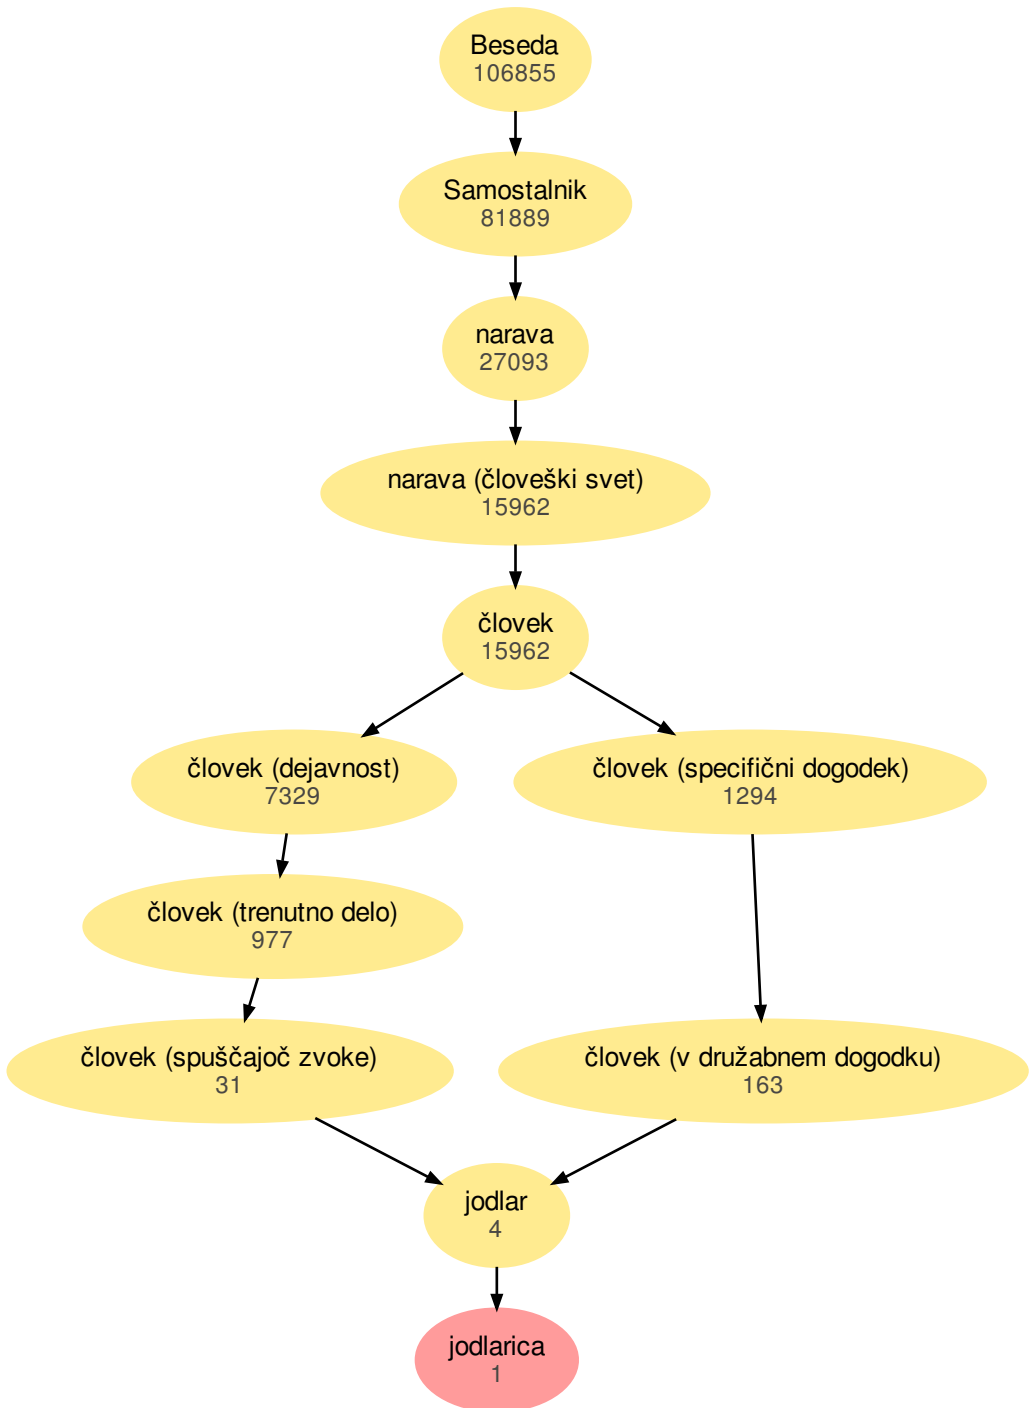 Beseda
106855
Samostalnik
81889
narava
27093
narava (človeški svet)
15962
človek
15962
človek (dejavnost)
7329
človek (specifični dogodek)
1294
človek (trenutno delo)
977
človek (spuščajoč zvoke)
31
človek (v družabnem dogodku)
163
jodlar
4
jodlarica
1